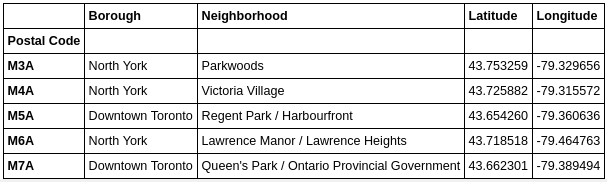 Borough Neighborhood Latitude Longitude
Postal Code
M3A North York Parkwoods 43.753259 -79.329656
M4A North York Victoria Village 43.725882 -79.315572
M5A Downtown Toronto Regent Park / Harbourfront 43.654260 -79.360636
M6A North York Lawrence Manor / Lawrence Heights 43.718518 -79.464763
M7A Downtown Toronto Queen's Park / Ontario Provincial Government 43.662301 -79.389494